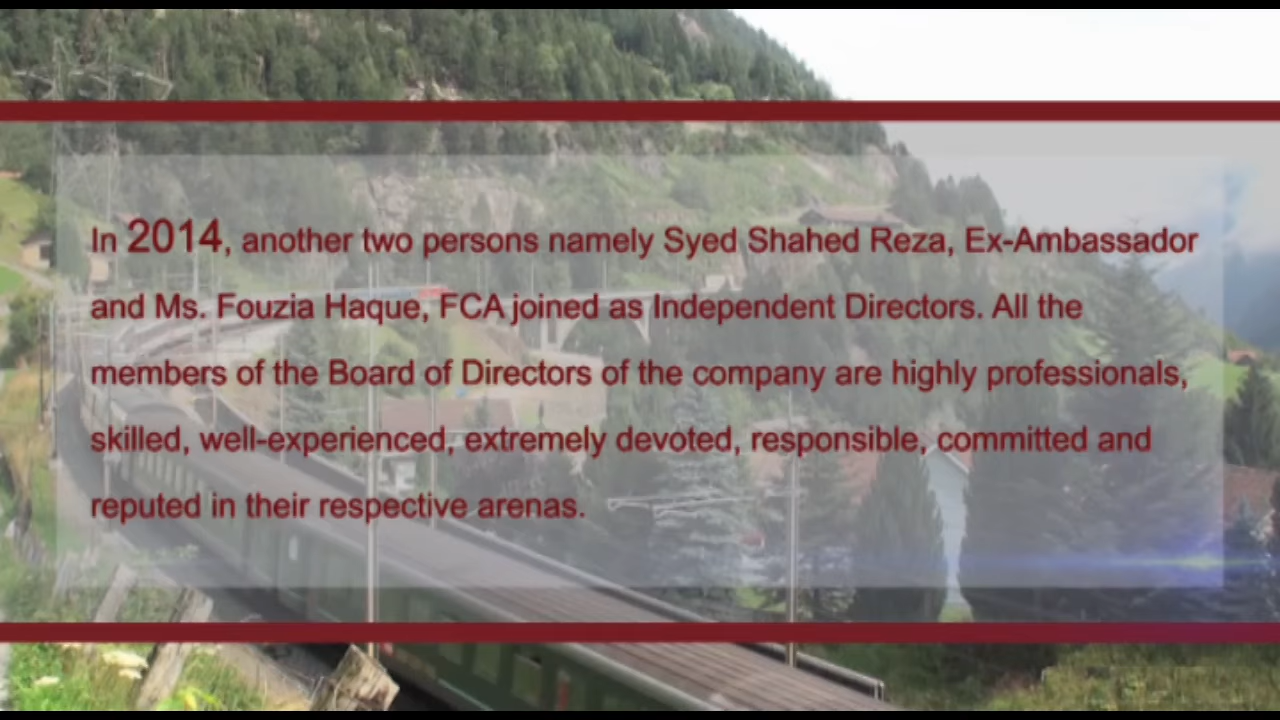 In 2014, another two persons namely Syed Shahed Reza, Ex-Ambassador
and Ms. Fouzia Haque, FCA joined as Independent Directors. All the
members of the Board of Directors of the company are highly professionals,
skilled, well-experienced, extremely devoted, responsible, committed and
reputed in their respective arenas.